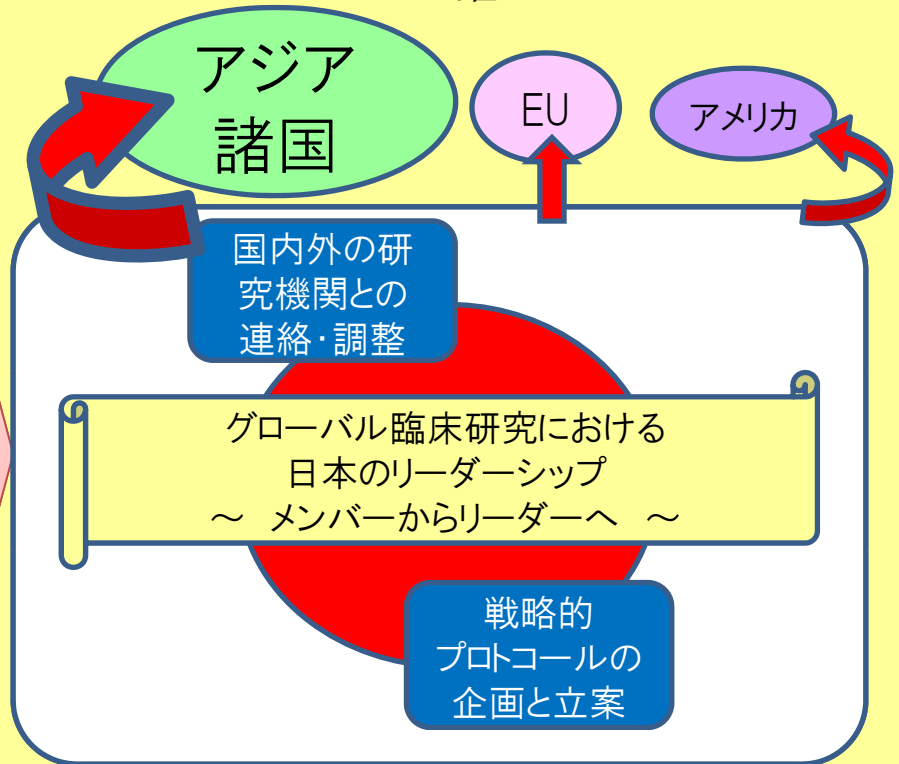 アジア
諸国
EU
アメリカ
国内外の研
究機関との
連絡・調整
グローバル臨床研究における
日本のリーダーシップ
～ メンバーからリーダーへ ～
戦略的
プロトコールの
企画と立案